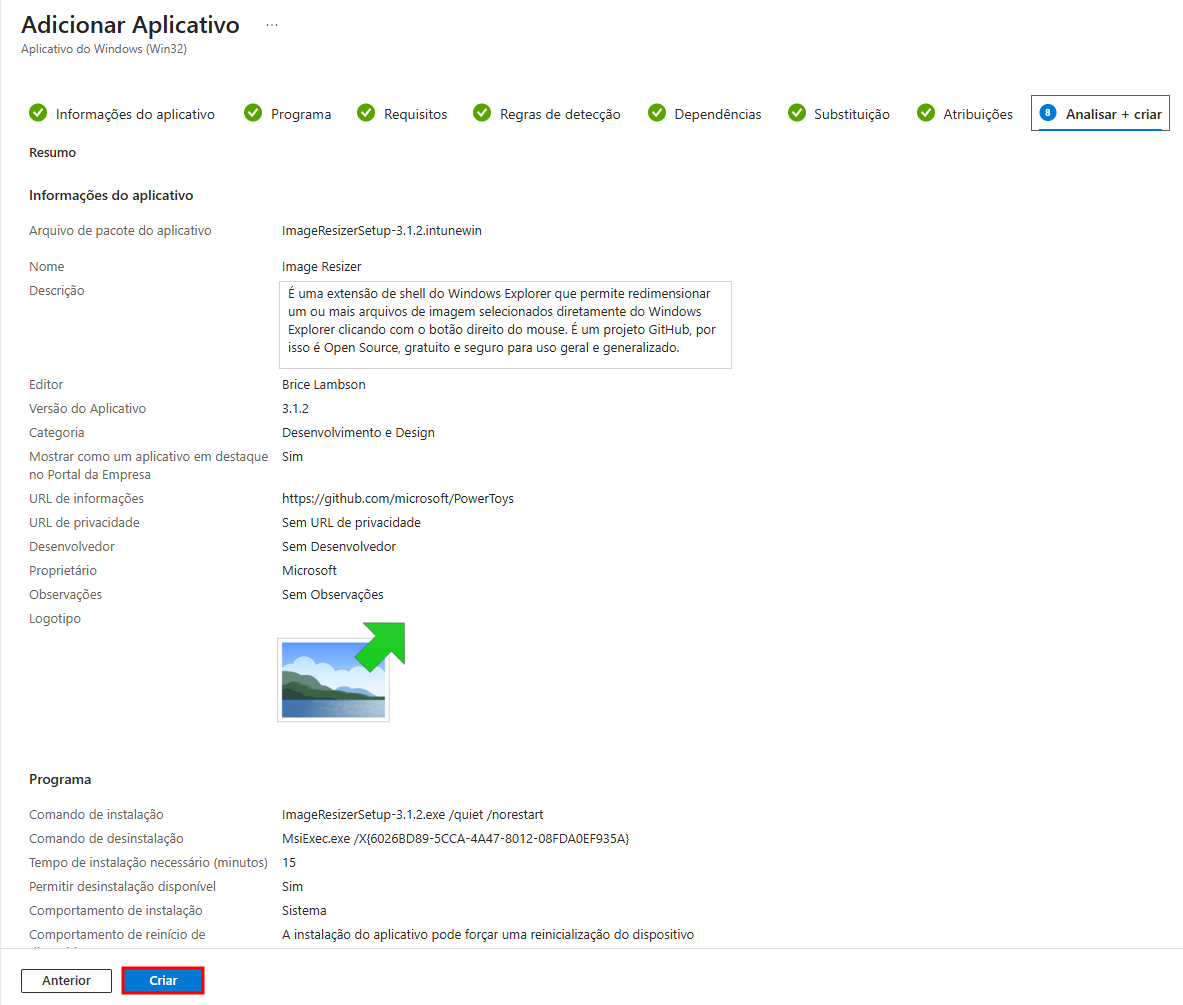 Adicionar Aplicativo ...
Aplicativo do Windows (Win32)
Informações do aplicativo Programa Requisitos Regras de detecção Dependências Substituição Atribuições 8 Analisar + criar
Resumo
Informações do aplicativo
Arquivo de pacote do aplicativo ImageResizerSetup-3.1.2.intunewin
Nome Image Resizer
Descrição É uma extensão de shell do Windows Explorer que permite redimensionar
um ou mais arquivos de imagem selecionados diretamente do Windows
Explorer clicando com o botão direito do mouse. É um projeto GitHub, por
isso é Open Source, gratuito e seguro para uso geral e generalizado.
Editor Brice Lambson
Versão do Aplicativo 3.1.2
Categoria Desenvolvimento e Design
Mostrar como um aplicativo em destaque Sim
no Portal da Empresa
URL de informações https://github.com/microsoft/PowerToys
URL de privacidade Sem URL de privacidade
Desenvolvedor Sem Desenvolvedor
Proprietário Microsoft
Observações Sem Observações
Logotipo
Programa
Comando de instalação ImageResizerSetup-3.1.2.exe /quiet /norestart
Comando de desinstalação MsiExec.exe /X{6026BD89-5CCA-4A47-8012-08FDA0EF935A}
Tempo de instalação necessário (minutos) 15
Permitir desinstalação disponível Sim
Comportamento de instalação Sistema
Comportamento de reinício de A instalação do aplicativo pode forçar uma reinicialização do dispositivo
Anterior Criar